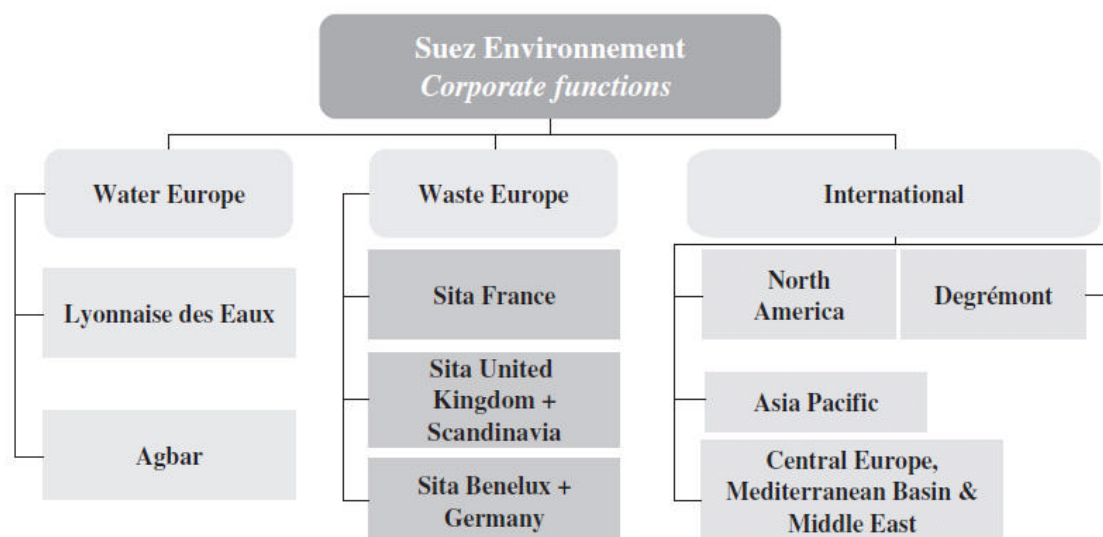 Suez Environnement
Corporate functions
Water Europe
Lyonnaise des Eaux
Agbar
Waste Europe
Sita France
Sita United
Kingdom +
Scandinavia
Sita Benelux +
Germany
International
North
America
Degrémont
Asia Pacific
Central Europe,
Mediterranean Basin &
Middle East